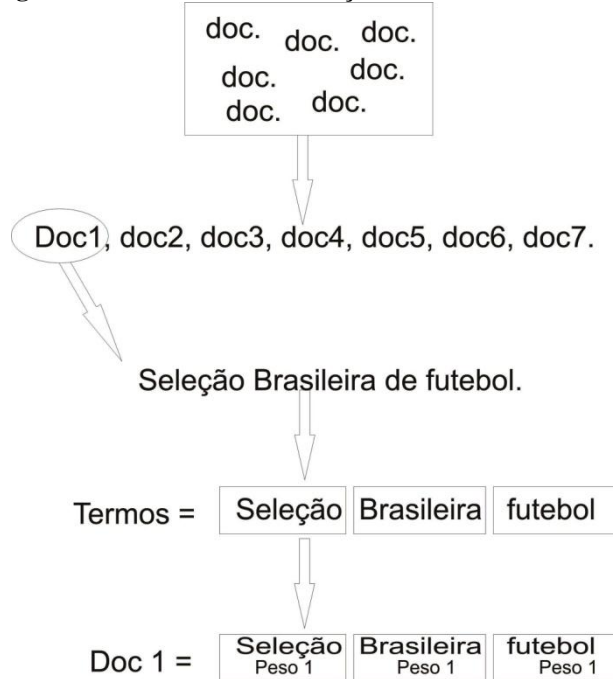 doc. doc. doc.
doc. doc.
doc. doc.
Doc1, doc2, doc3, doc4, doc5, doc6, doc7.
Seleção Brasileira de futebol.
Termos = Seleção Brasileira futebol
Doc 1 = Seleção Brasileira futebol
Peso 1 Peso 1 Peso 1